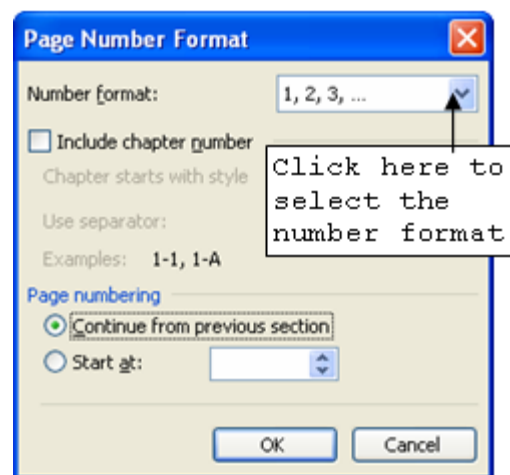 Page Number Format
Number format:
1, 2, 3, ...
Include chapter number
Chapter starts with style
Click here to
select the
number format
Use separator:
Examples: 1-1, 1-A
Page numbering
Continue from previous section
Start at:
OK
Cancel